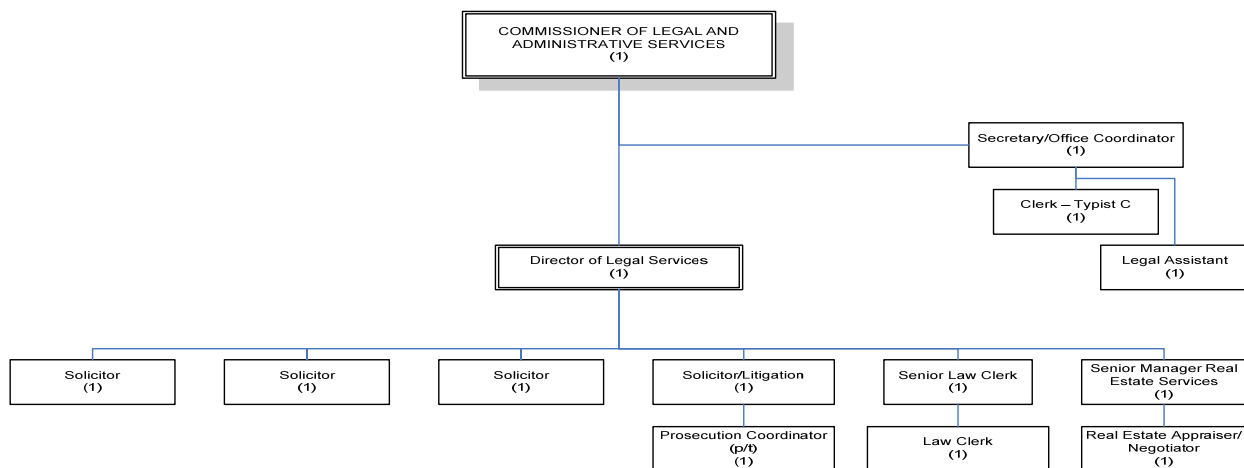 COMMISSIONER OF LEGAL AND
ADMINISTRATIVE SERVICES
(1)
Secretary/Office Coordinator
(1)
Clerk – Typist C
(1)
Director of Legal Services
(1)
Legal Assistant
(1)
Solicitor
(1)
Solicitor
(1)
Solicitor
(1)
Solicitor/Litigation
(1)
Senior Law Clerk
(1)
Senior Manager Real
Estate Services
(1)
Prosecution Coordinator
(p/t)
(1)
Law Clerk
(1)
Real Estate Appraiser/
Negotiator
(1)